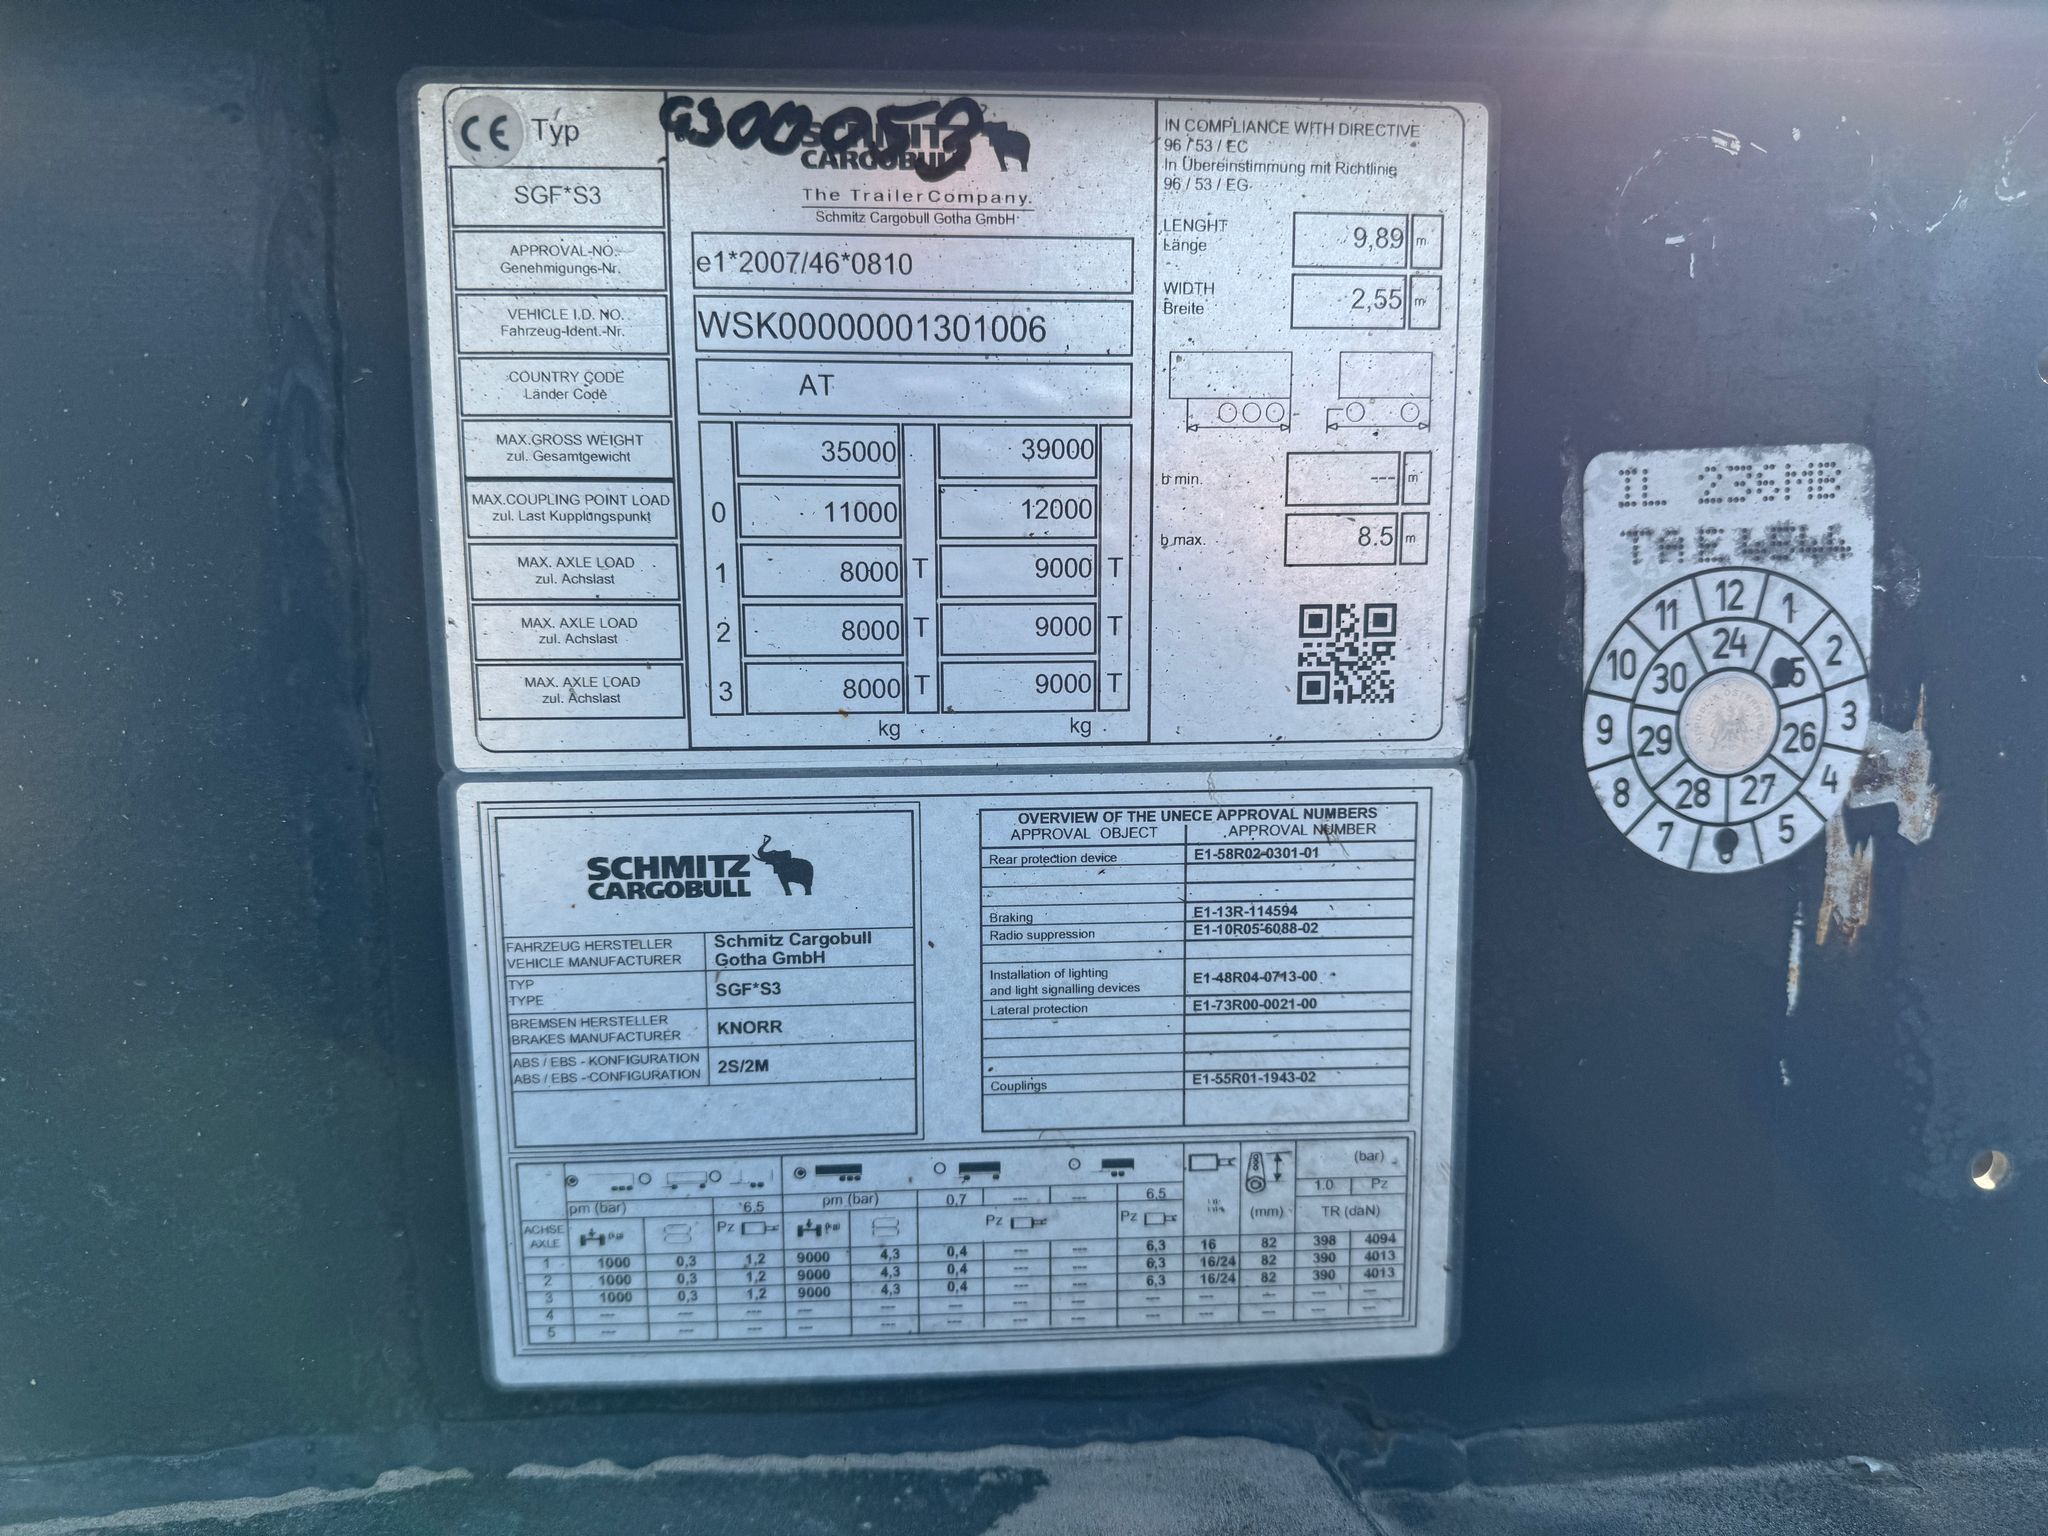 CE Typ
GS00053
SCHMITZ
CARGOBULL
The Trailer Company.
Schmitz Cargobull Gotha GmbH
SGF*S3
APPROVAL-NO.
Genehmigungs-Nr.
e1*2007/46*0810
VEHICLE I.D. NO.
Fahrzeug-Ident.-Nr.
WSK00000001301006
COUNTRY CODE
Länder Code
AT
MAX.GROSS WEIGHT
zul. Gesamtgewicht
35000 39000
MAX.COUPLING POINT LOAD
zul. Last Kupplungspunkt
0 11000 12000
MAX. AXLE LOAD
zul. Achslast
1 8000 T 9000 T
MAX. AXLE LOAD
zul. Achslast
2 8000 T 9000 T
MAX. AXLE LOAD
zul. Achslast
3 8000 T 9000 T
kg kg
IN COMPLIANCE WITH DIRECTIVE
96 / 53 / EC
In Übereinstimmung mit Richtlinie
96 / 53 / EG
LENGHT
Länge
9,89 m
WIDTH
Breite
2,55 m
b min. --- m
b max. 8.5 m
SCHMITZ
CARGOBULL
FAHRZEUG HERSTELLER
VEHICLE MANUFACTURER
Schmitz Cargobull
Gotha GmbH
TYP
TYPE
SGF*S3
BREMSEN HERSTELLER
BRAKES MANUFACTURER
KNORR
ABS / EBS - KONFIGURATION
ABS / EBS - CONFIGURATION
2S/2M
OVERVIEW OF THE UNECE APPROVAL NUMBERS
APPROVAL OBJECT APPROVAL NUMBER
Rear protection device E1-58R02-0301-01
Braking E1-13R-114594
Radio suppression E1-10R05-6088-02
Installation of lighting
and light signalling devices
E1-48R04-0713-00
Lateral protection E1-73R00-0021-00
Couplings E1-55R01-1943-02
(bar)
pm (bar) 6,5 pm (bar) 0,7 --- --- 6,5 1.0 Pz
ACHSE
AXLE
Pz Pz Pz (mm) TR (daN)
1 1000 0,3 1,2 9000 4,3 0,4 --- --- 6,3 16 82 398 4094
2 1000 0,3 1,2 9000 4,3 0,4 --- --- 6,3 16/24 82 390 4013
3 1000 0,3 1,2 9000 4,3 0,4 --- --- 6,3 16/24 82 390 4013
4 --- --- --- --- --- --- --- --- --- --- --- --- ---
5 --- --- --- --- --- --- --- --- --- --- --- --- ---
IL 236MB
12 1 2 3 4 5 7 8 9 10 11
24 26 27 28 29 30